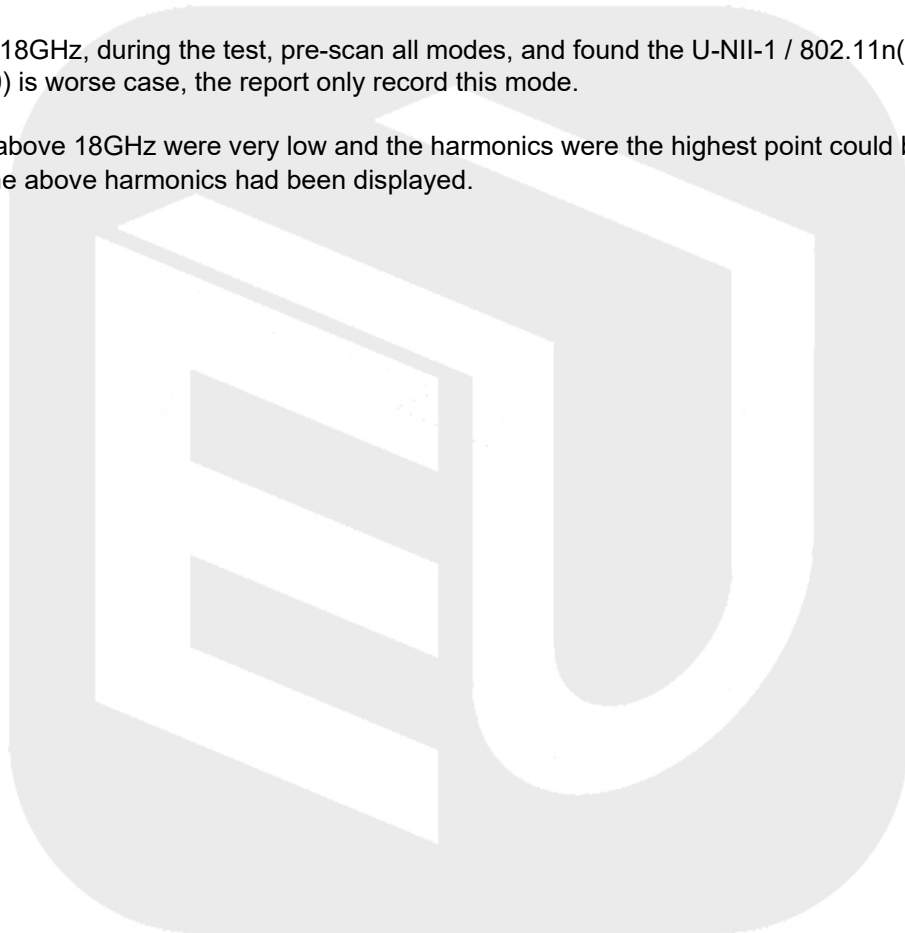 18GHz, during the test, pre-scan all modes, and found the U-NII-1 / 802.11n(
) is worse case, the report only record this mode.
above 18GHz were very low and the harmonics were the highest point could
above harmonics had been displayed.
EU